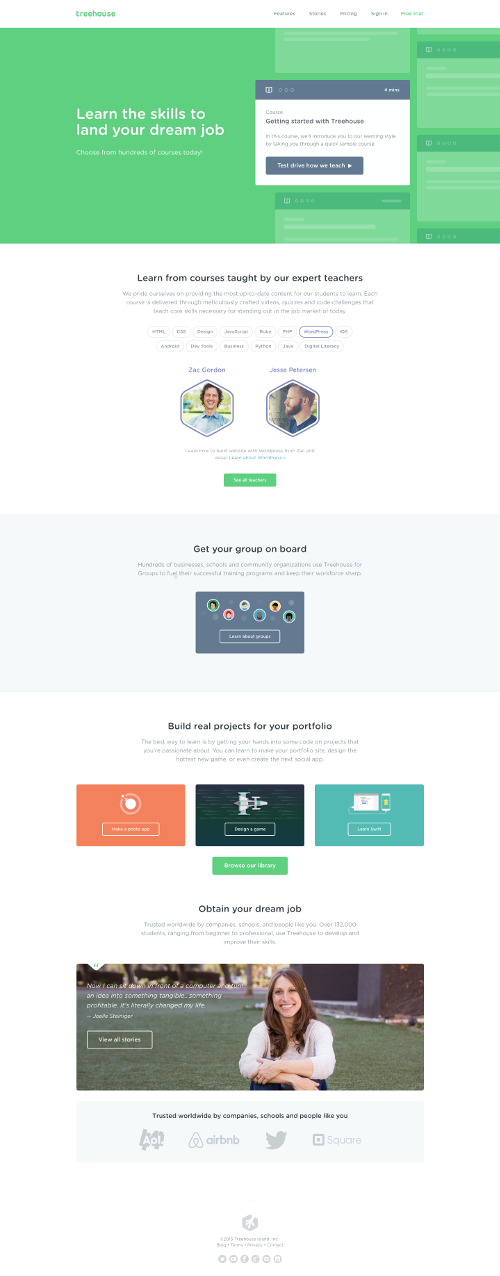 treehouse
Features Stories Pricing Sign In Free Trial
Learn the skills to
land your dream job
Choose from hundreds of courses today!
4 mins
Course
Getting started with Treehouse
In this course, we'll introduce you to our learning style
by taking you through a quick sample course.
Test drive how we teach
Learn from courses taught by our expert teachers
We pride ourselves on providing the most up-to-date content for our students to learn. Each
course is delivered through meticulously crafted videos, quizzes and code challenges that
teach core skills necessary for standing out in the job market of today.
HTML CSS Design JavaScript Ruby PHP WordPress iOS
Android Dev Tools Business Python Java Digital Literacy
Zac Gordon Jesse Petersen
Learn how to build website with Wordpress from Zac and
Jesse. Learn about WordPress >
See all teachers
Get your group on board
Hundreds of businesses, schools and community organizations use Treehouse for
Groups to fuel their successful training programs and keep their workforce sharp.
Learn about groups
Build real projects for your portfolio
The best way to learn is by getting your hands into some code on projects that
you're passionate about. You can learn to make your portfolio site, design the
hottest new game, or even create the next social app.
Make a photo app Design a game Learn Swift
Browse our library
Obtain your dream job
Trusted worldwide by companies, schools, and people like you. Over 132,000
students, ranging from beginner to professional, use Treehouse to develop and
improve their skills.
Now I can sit down in front of a computer and turn
an idea into something tangible, something
profitable. It's literally changed my life.
— Joelle Steiniger
View all stories
Trusted worldwide by companies, schools and people like you
Aol. airbnb Square
©2015 Treehouse Island, Inc.
Blog • Terms • Privacy • Contact